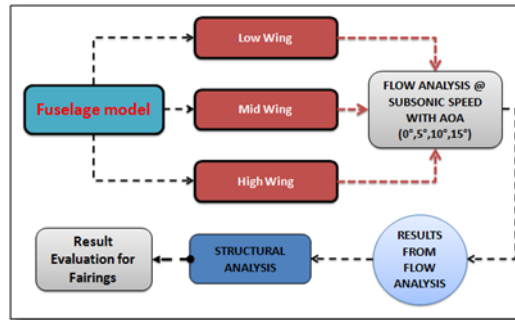 Low Wing
Fuselage model
Mid Wing
High Wing
FLOW ANALYSIS @
SUBSONIC SPEED
WITH AOA
(0°,5°,10°,15°)
Result
Evaluation for
Fairings
STRUCTURAL
ANALYSIS
RESULTS
FROM
FLOW
ANALYSIS